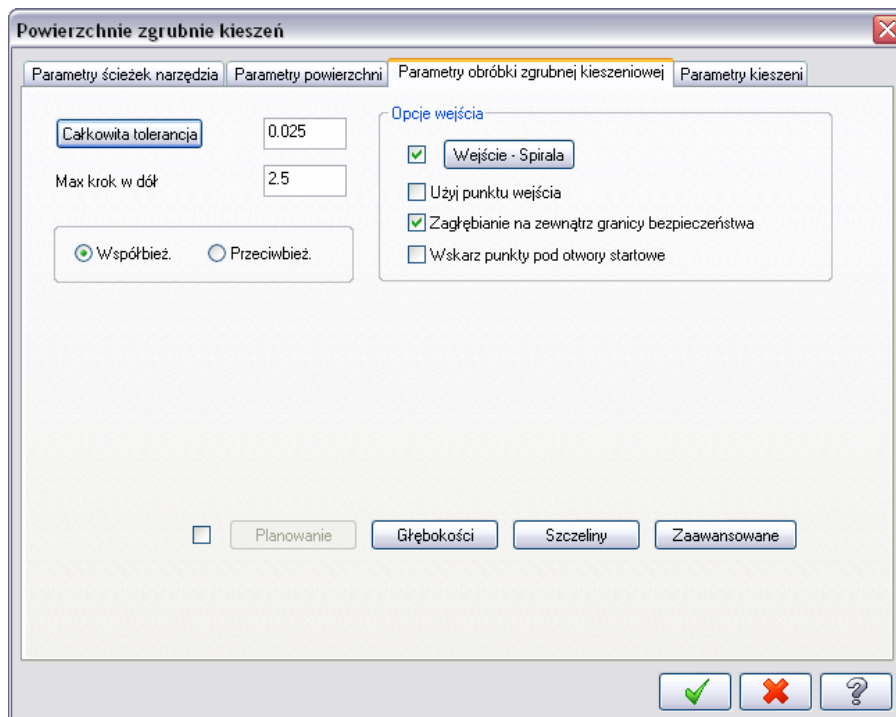 Powierzchnie zgrubnie kieszeń
Parametry ścieżek narzędzia
Parametry powierzchni
Parametry obróbki zgrubnej kieszeniowej
Parametry kieszeni
Całkowita tolerancja
0.025
Max krok w dół
2.5
Współbież.
Przeciwbież.
Opcje wejścia
Wejście - Spirala
Użyj punktu wejścia
Zagłębianie na zewnątrz granicy bezpieczeństwa
Wskarz punkty pod otwory startowe
Planowanie
Głębokości
Szczeliny
Zaawansowane